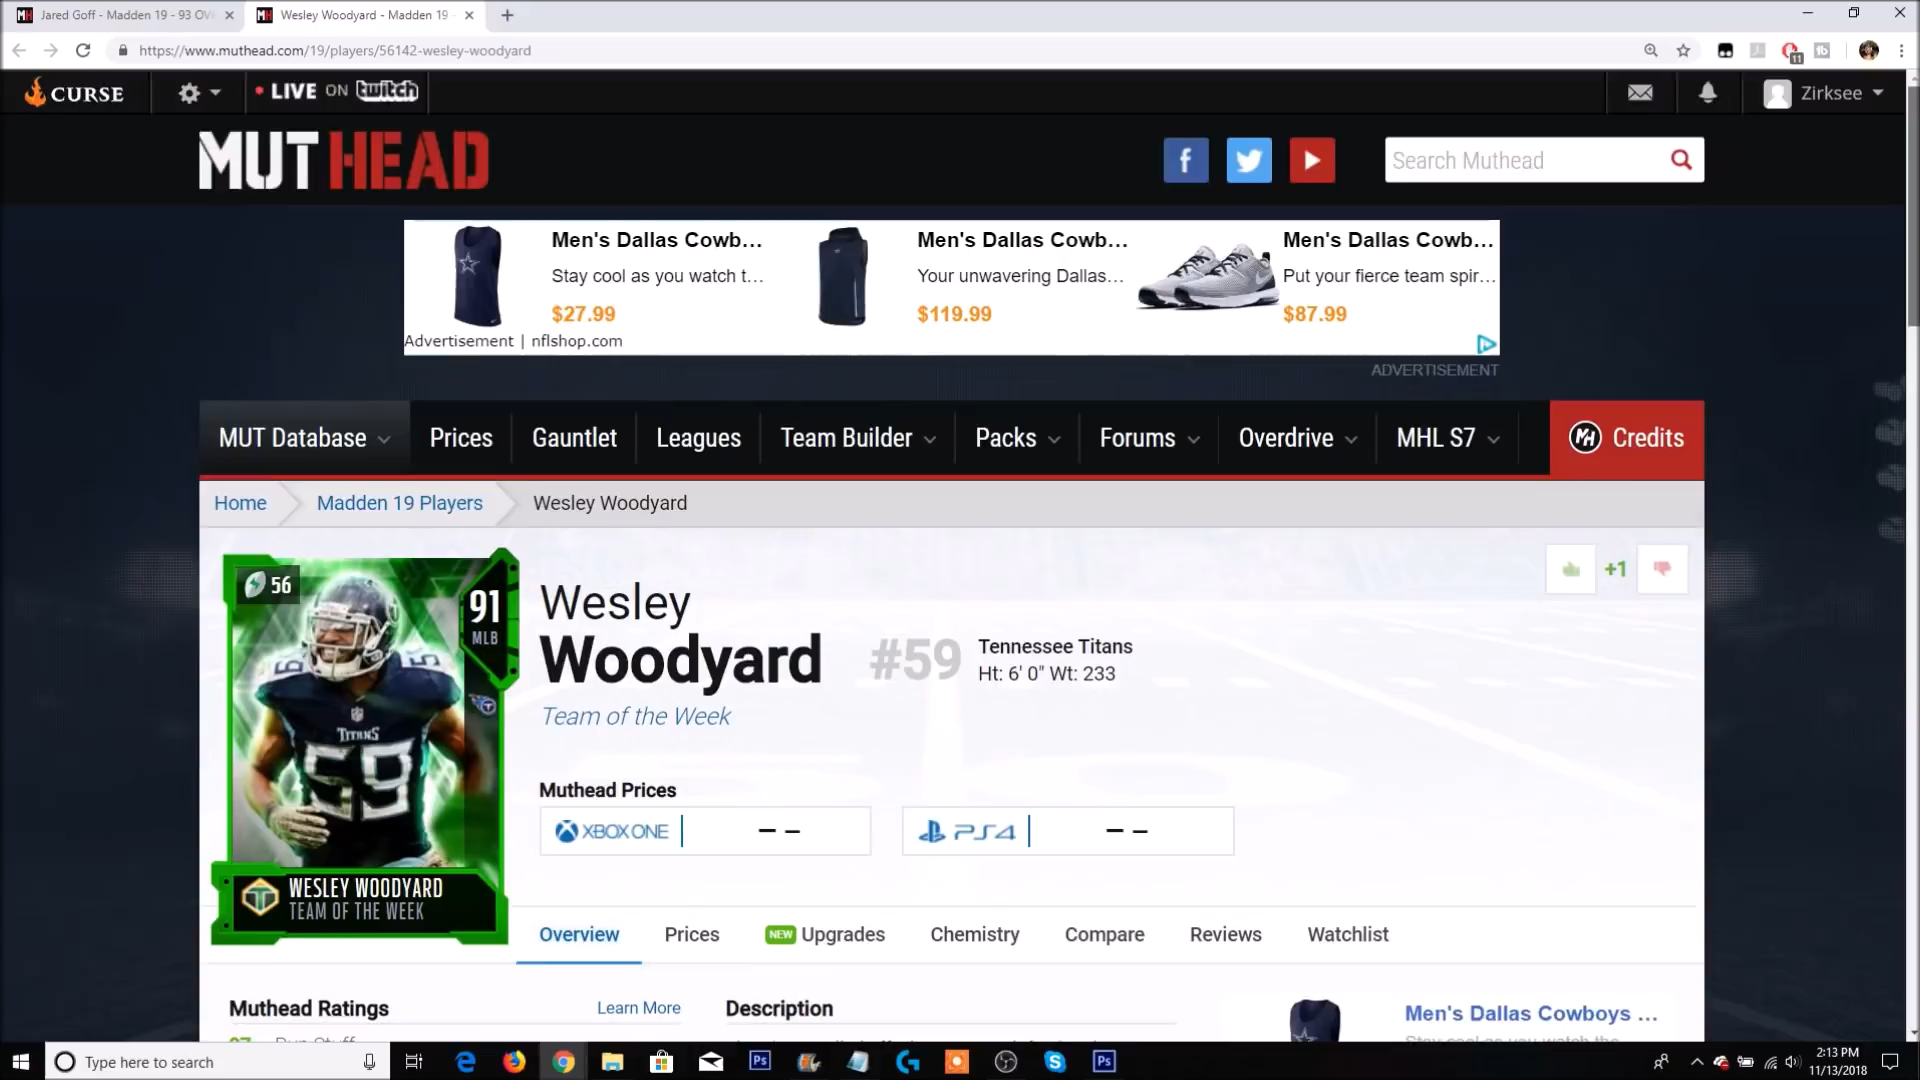 Jared Goff - Madden 19 - 93 OV
Wesley Woodyard - Madden 19 -
https://www.muthead.com/19/players/56142-wesley-woodyard
11
CURSE
LIVE ON twitch
Zirksee
MUTHEAD
Search Muthead
Men's Dallas Cowb...
Stay cool as you watch t...
$27.99
Men's Dallas Cowb...
Your unwavering Dallas...
$119.99
Men's Dallas Cowb...
Put your fierce team spir...
$87.99
Advertisement | nflshop.com
ADVERTISEMENT
MUT Database Prices Gauntlet Leagues Team Builder Packs Forums Overdrive MHL S7 Credits
Home Madden 19 Players Wesley Woodyard
56
91
MLB
TITANS
59
WESLEY WOODYARD
TEAM OF THE WEEK
Wesley
Woodyard
#59
Tennessee Titans
Ht: 6' 0" Wt: 233
Team of the Week
+1
Muthead Prices
XBOX ONE – –
PS4 – –
Overview Prices NEW Upgrades Chemistry Compare Reviews Watchlist
Muthead Ratings Learn More
Description
Men's Dallas Cowboys ...
Type here to search
2:13 PM
11/13/2018